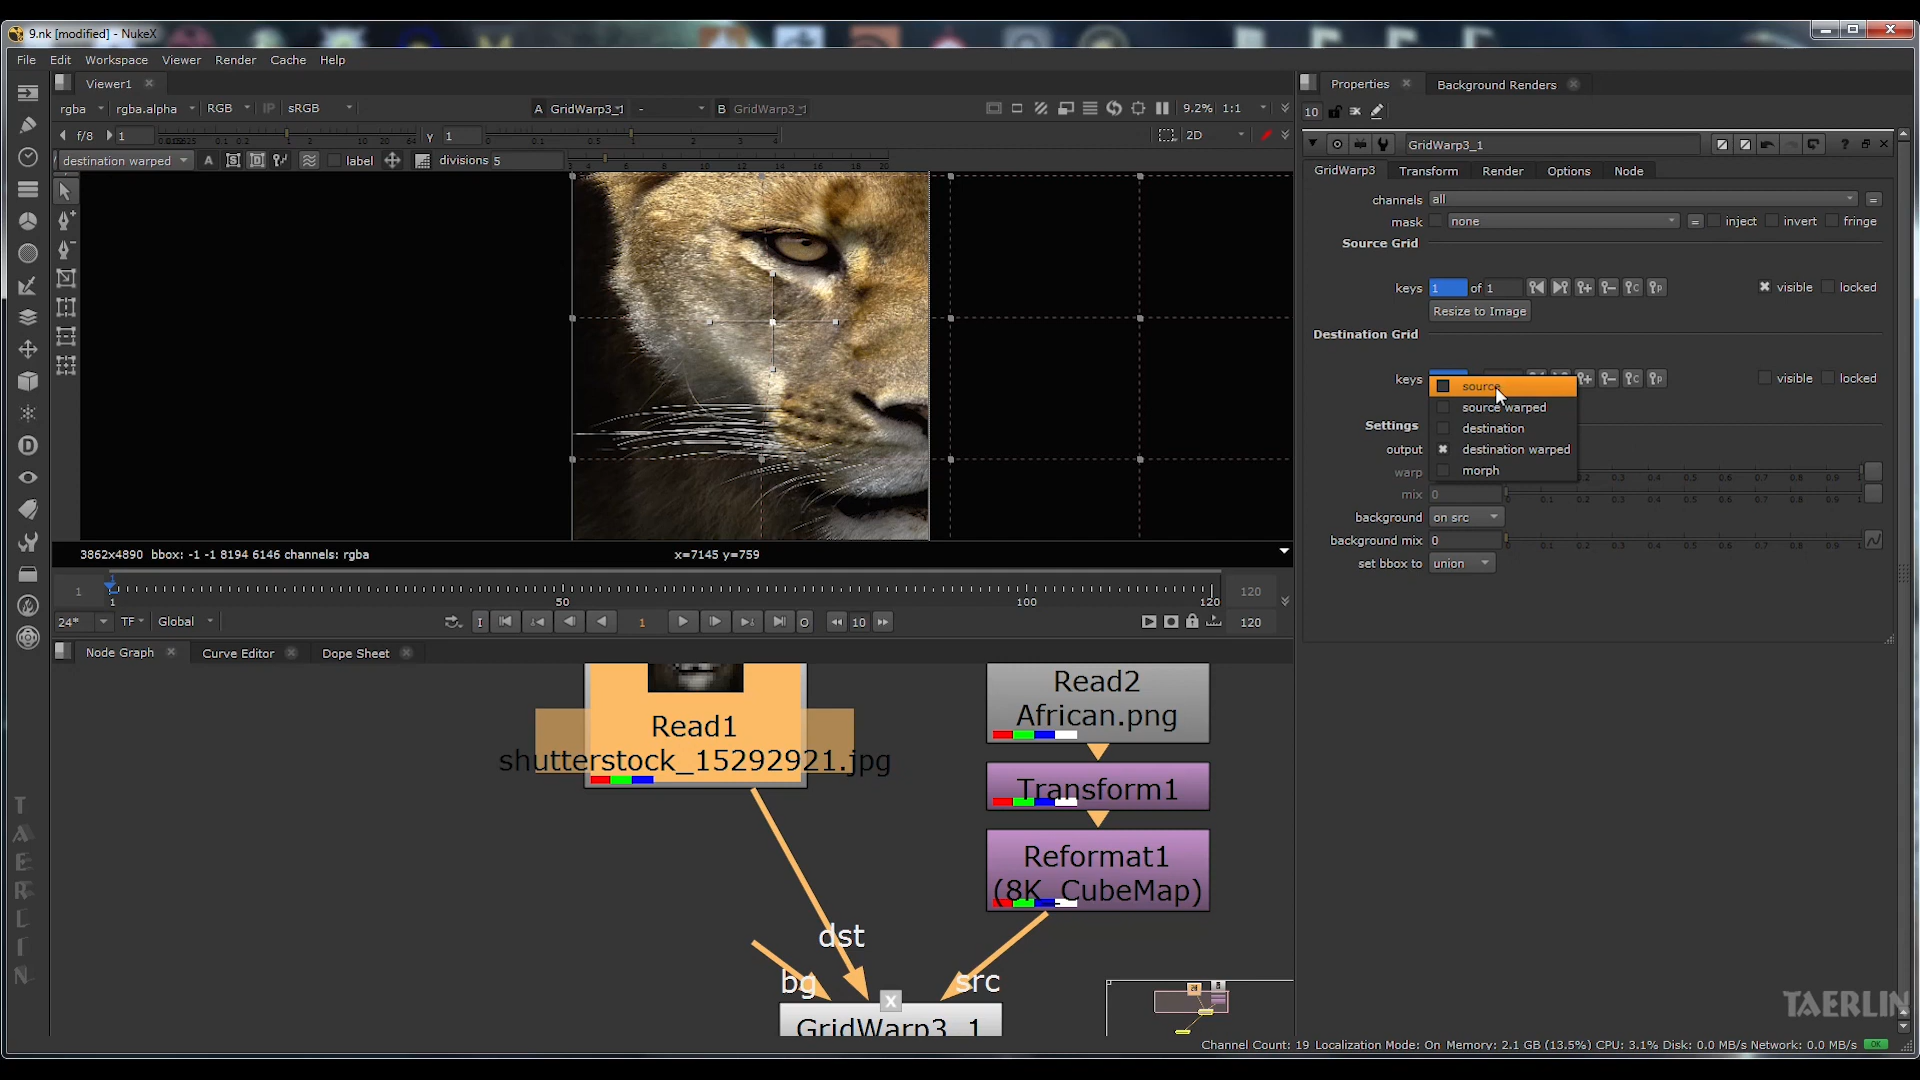 9.nk [modified] - NukeX
File Edit Workspace Viewer Render Cache Help
Viewer1
Properties
Background Renders
rgba rgba.alpha RGB IP sRGB A GridWarp3_1 - B GridWarp3_1 9.2% 1:1
10
f/8 1 γ 1 2D
destination warped A S D label divisions 5
GridWarp3_1
GridWarp3 Transform Render Options Node
channels all =
mask none = inject invert fringe
Source Grid
keys 1 of 1 visible locked
Resize to Image
Destination Grid
keys visible locked
source
source warped
Settings destination
output destination warped
warp morph
mix 0
background on src
background mix 0
set bbox to union
3862x4890 bbox: -1 -1 8194 6146 channels: rgba x=7145 y=759
1 1 50 100 120 120
24* TF Global I 1 O 10 120
Node Graph Curve Editor Dope Sheet
Read1
shutterstock_15292921.jpg
Read2
African.png
Transform1
Reformat1
(8K_CubeMap)
dst
bg
src
X
GridWarp3_1
TAERLIN
TAERLIN
Channel Count: 19 Localization Mode: On Memory: 2.1 GB (13.5%) CPU: 3.1% Disk: 0.0 MB/s Network: 0.0 MB/s OK